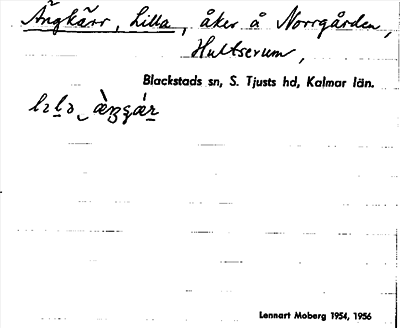 Ängkärr, Lilla, åker å Norrgården,
Hultserum,
Blackstads sn, S. Tjusts hd, Kalmar län.
Lennart Moberg 1954, 1956